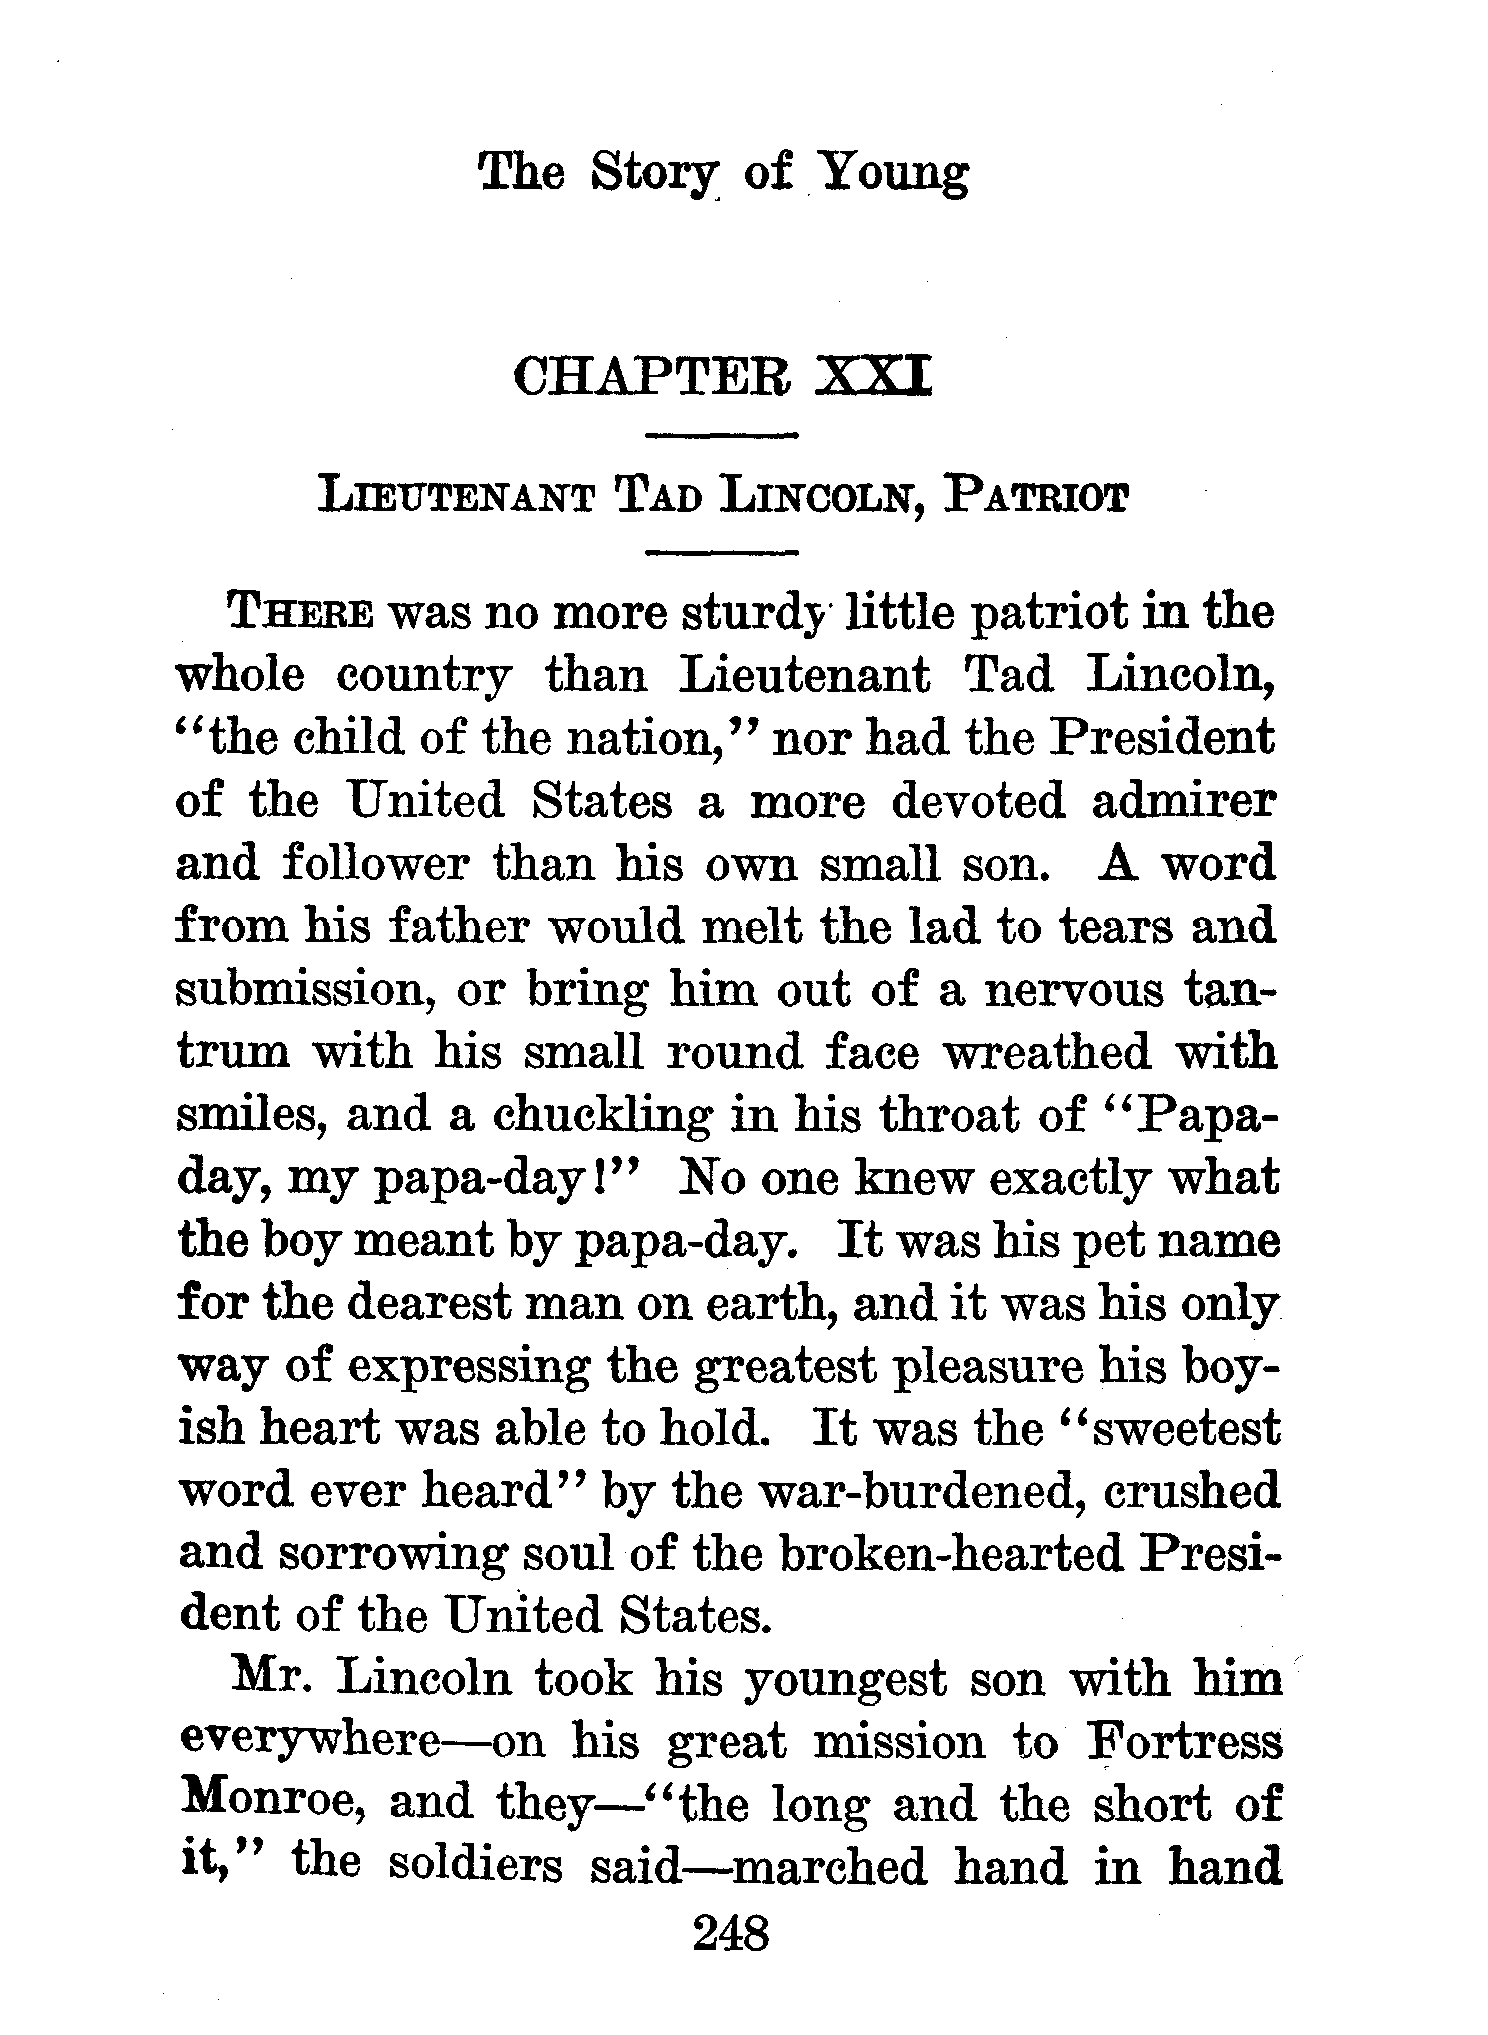 The Story of Young
CHAPTER XXI
LIEUTENANT TAD LINCOLN, PATRIOT
THERE was no more sturdy little patriot in the
whole country than Lieutenant Tad Lincoln,
"the child of the nation," nor had the President
of the United States a more devoted admirer
and follower than his own small son. A word
from his father would melt the lad to tears and
submission, or bring him out of a nervous tan-
trum with his small round face wreathed with
smiles, and a chuckling in his throat of "Papa-
day, my papa-day!" No one knew exactly what
the boy meant by papa-day. It was his pet name
for the dearest man on earth, and it was his only
way of expressing the greatest pleasure his boy-
ish heart was able to hold. It was the "sweetest
word ever heard" by the war-burdened, crushed
and sorrowing soul of the broken-hearted Presi-
dent of the United States.
Mr. Lincoln took his youngest son with him
everywhere—on his great mission to Fortress
Monroe, and they—"the long and the short of
it," the soldiers said—marched hand in hand
248